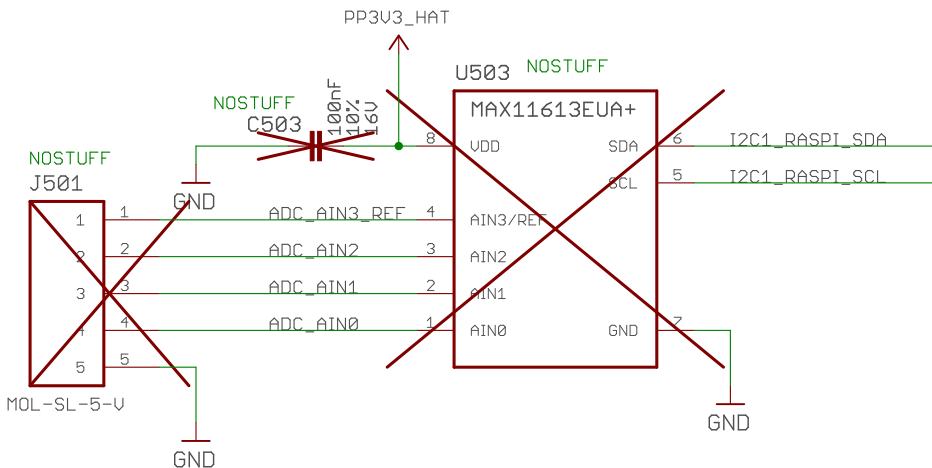 PP3V3_HAT
U503 NOSTUFF
MAX11613EUA+
NOSTUFF
C503
100nF
10%
16V
8 VDD
SDA 6 I2C1_RASPI_SDA
SCL 5 I2C1_RASPI_SCL
NOSTUFF
J501
GND
1 1 ADC_AIN3_REF 4 AIN3/REF
2 2 ADC_AIN2 3 AIN2
3 3 ADC_AIN1 2 AIN1
4 4 ADC_AIN0 1 AIN0
GND 7
5 5
MOL-SL-5-V
GND
GND